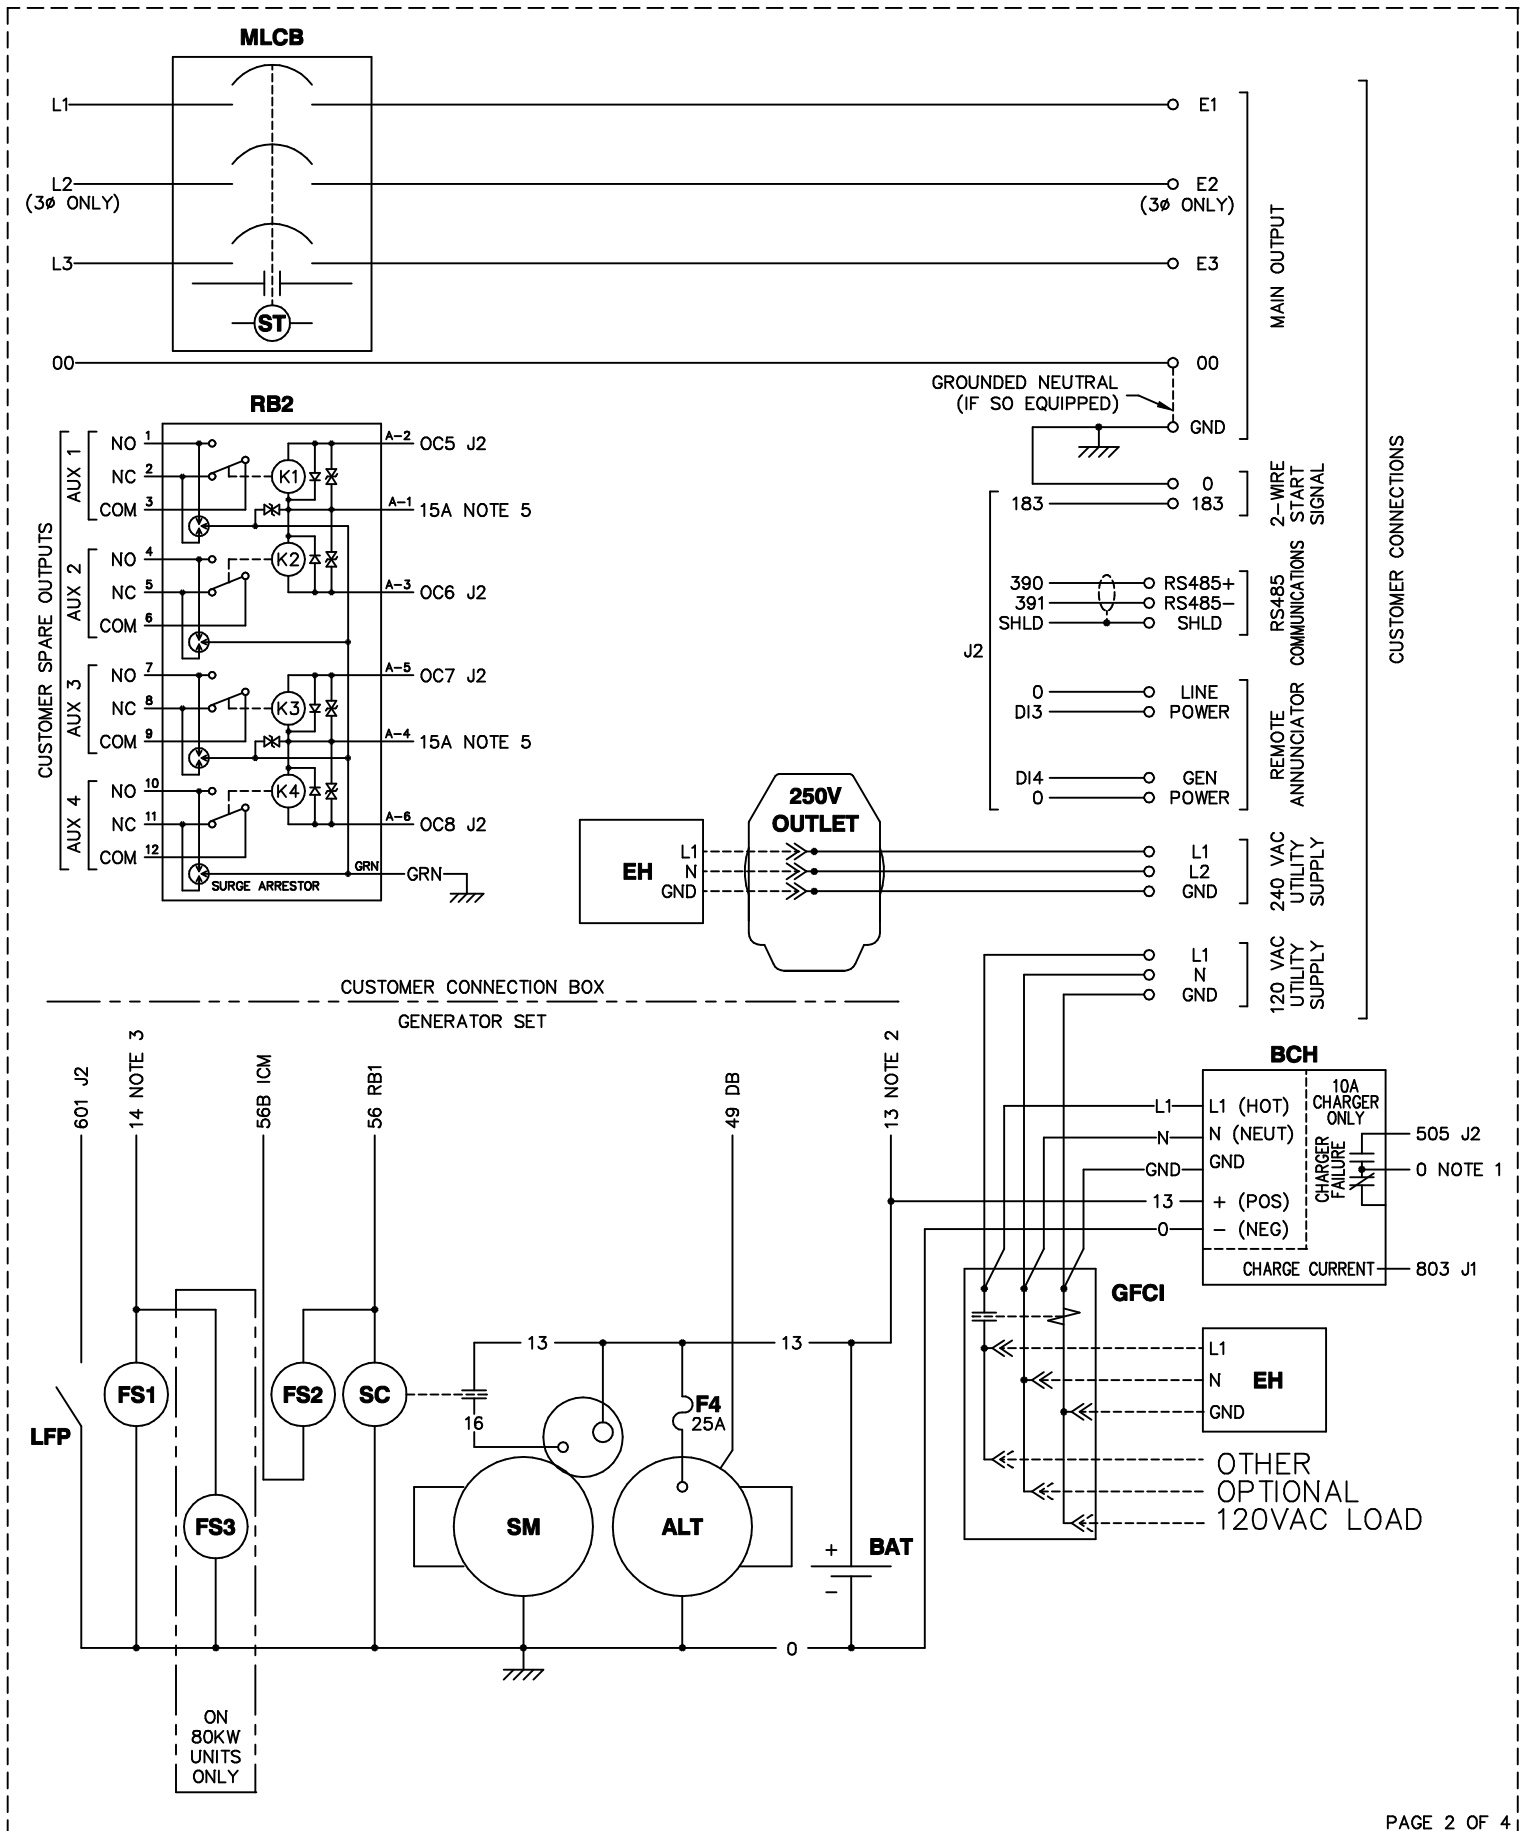 MLCB
L1
E1
L2
(3ø ONLY)
E2
(3ø ONLY)
L3
E3
ST
MAIN OUTPUT
00
00
GROUNDED NEUTRAL
(IF SO EQUIPPED)
GND
RB2
CUSTOMER SPARE OUTPUTS
AUX 1
NO 1
NC 2
COM 3
K1
A-2 OC5 J2
A-1 15A NOTE 5
AUX 2
NO 4
NC 5
COM 6
K2
A-3 OC6 J2
AUX 3
NO 7
NC 8
COM 9
K3
A-5 OC7 J2
A-4 15A NOTE 5
AUX 4
NO 10
NC 11
COM 12
K4
A-6 OC8 J2
GRN
GRN
SURGE ARRESTOR
CUSTOMER CONNECTIONS
0
183
183
2-WIRE
START
SIGNAL
J2
390
RS485+
391
RS485-
SHLD
SHLD
RS485
COMMUNICATIONS
0
LINE
DI3
POWER
DI4
GEN
0
POWER
REMOTE
ANNUNCIATOR
250V
OUTLET
EH
L1
N
GND
L1
L2
GND
240 VAC
UTILITY
SUPPLY
L1
N
GND
120 VAC
UTILITY
SUPPLY
CUSTOMER CONNECTION BOX
GENERATOR SET
601 J2
14 NOTE 3
56B ICM
56 RB1
49 DB
13 NOTE 2
BCH
L1
L1 (HOT)
N
N (NEUT)
GND
GND
13
+ (POS)
0
- (NEG)
10A
CHARGER
ONLY
CHARGER
FAILURE
505 J2
0 NOTE 1
CHARGE CURRENT
803 J1
GFCI
L1
N
GND
EH
OTHER
OPTIONAL
120VAC LOAD
LFP
FS1
FS3
FS2
SC
13
13
16
F4
25A
SM
ALT
+
BAT
-
0
ON
80KW
UNITS
ONLY
PAGE 2 OF 4